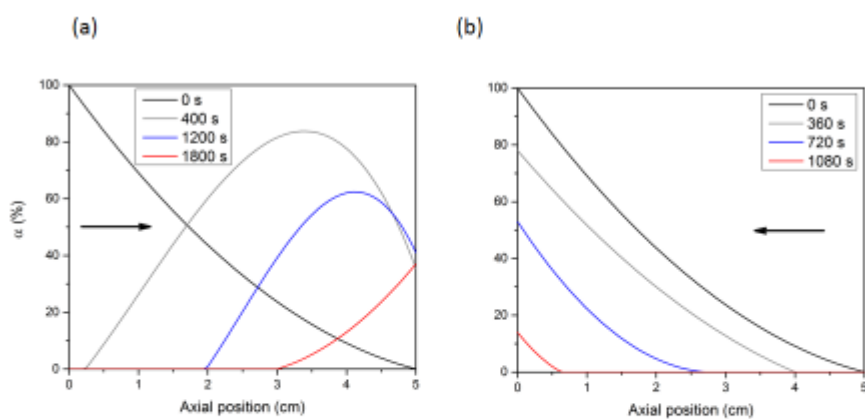 (a)
100
80
60
40
20
0
α (%)
0 s
400 s
1200 s
1800 s
0 1 2 3 4 5
Axial position (cm)
(b)
100
80
60
40
20
0
0 s
360 s
720 s
1080 s
0 1 2 3 4 5
Axial position (cm)